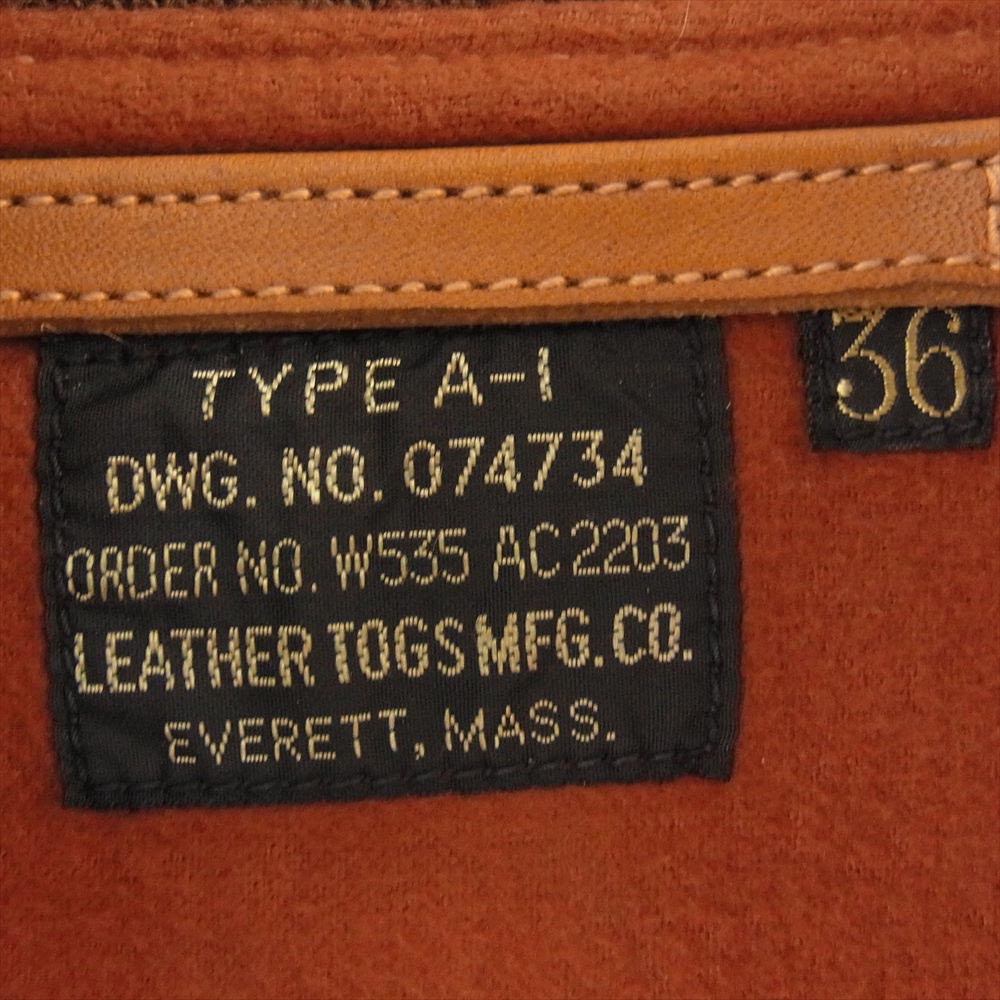 TYPE A-1
DWG. NO. 074734
ORDER NO. W535 AC2203
LEATHER TOGS MFG. CO.
EVERETT, MASS.
36